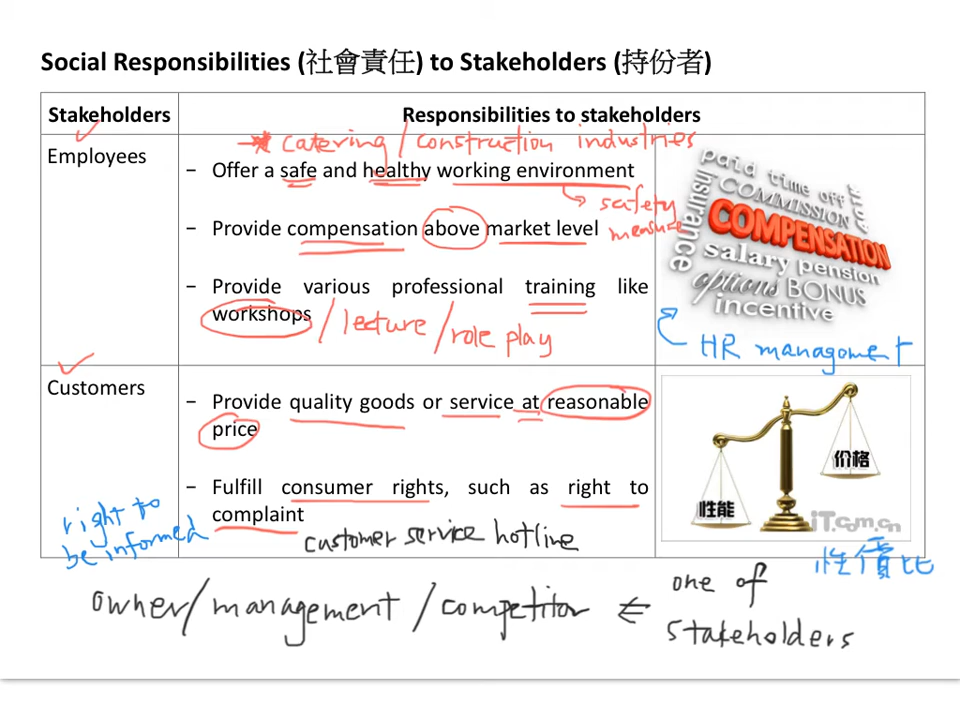 Social Responsibilities (社會責任) to Stakeholders (持份者)
Stakeholders
Responsibilities to stakeholders
Employees
catering / construction industries
− Offer a safe and healthy working environment
safety
measure
− Provide compensation above market level
− Provide various professional training like
workshops / lecture / role play
paid time off
COMMISSION
insurance
COMPENSATION
salary pension
options BONUS
incentive
HR managoment
Customers
− Provide quality goods or service at reasonable
price
− Fulfill consumer rights, such as right to
complaint
right to
be informed
customer service hotline
价格
性能
iT.com.cn
性價比
owner/management/competitor ⇐ one of
stakeholders